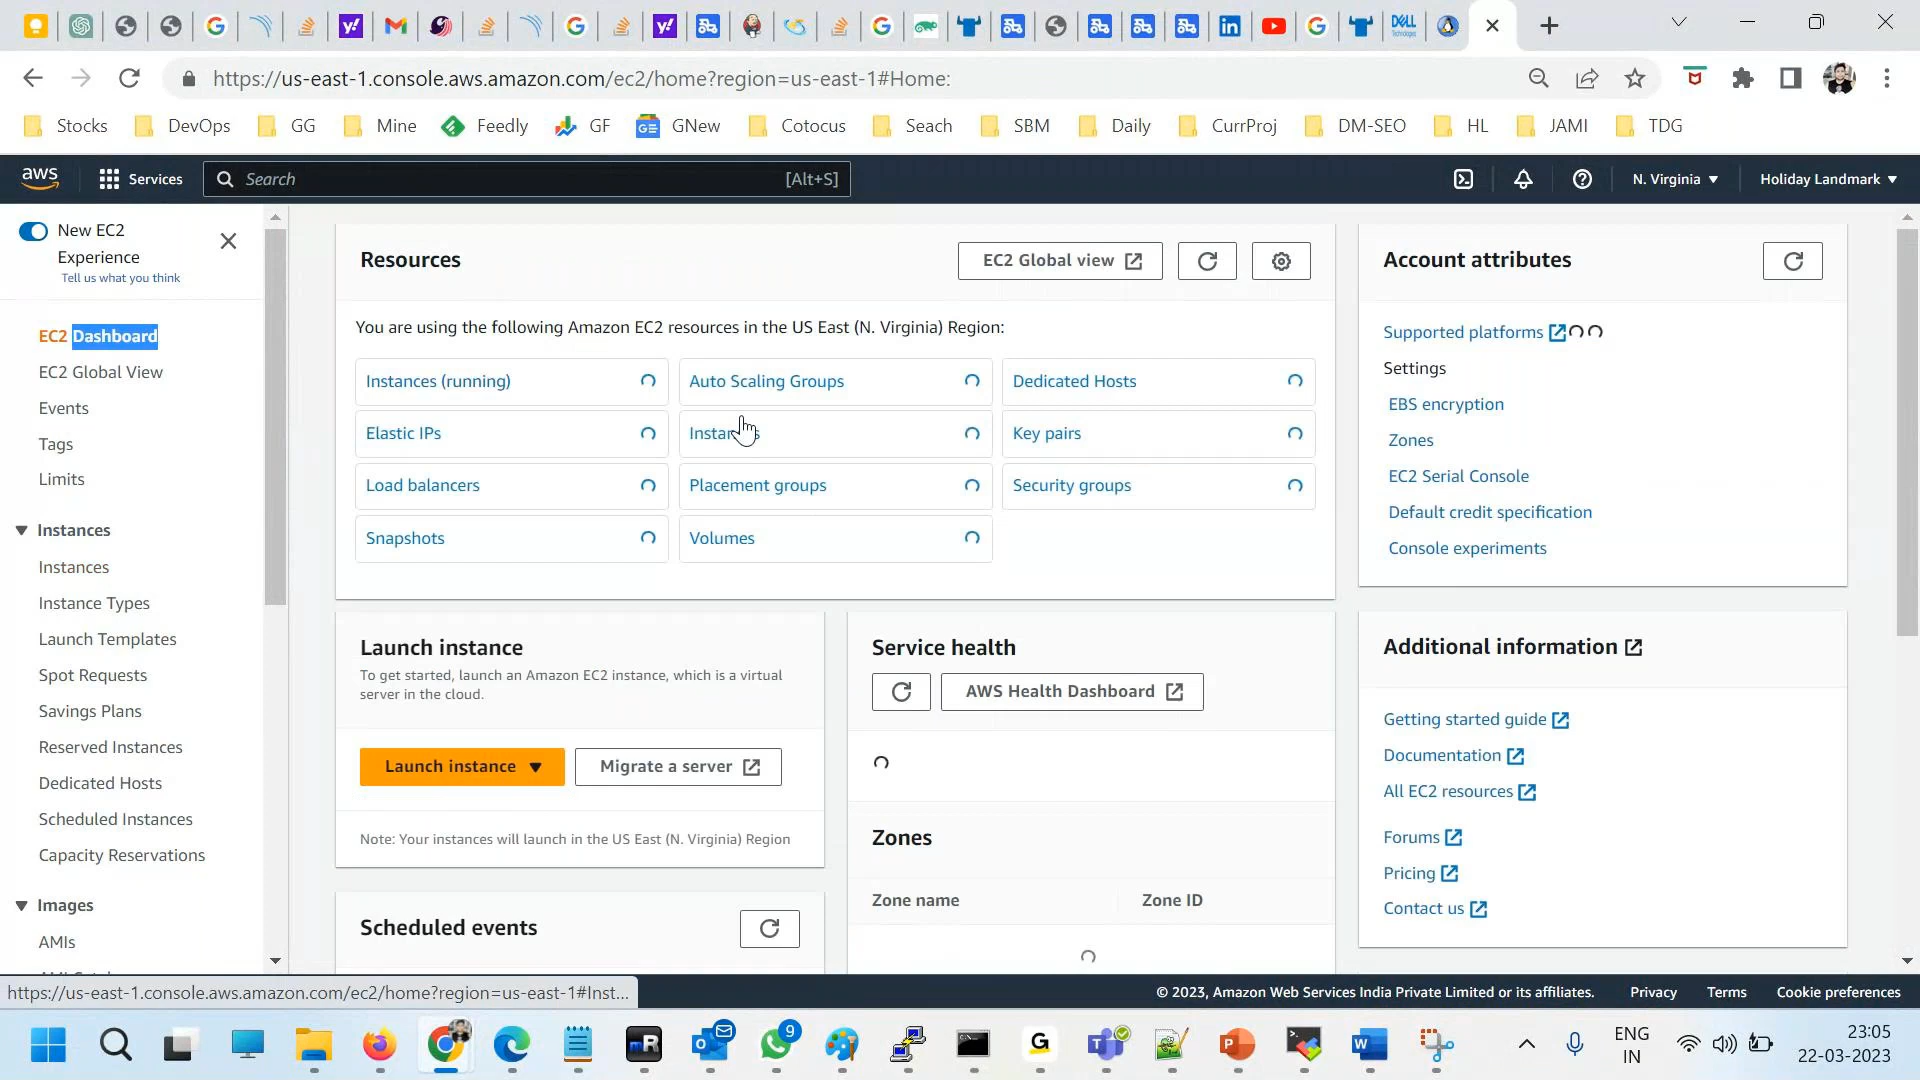 https://us-east-1.console.aws.amazon.com/ec2/home?region=us-east-1#Home:
Stocks
DevOps
GG
Mine
Feedly
GF
GNew
Cotocus
Seach
SBM
Daily
CurrProj
DM-SEO
HL
JAMI
TDG
aws
Services
Search
[Alt+S]
N. Virginia
Holiday Landmark
New EC2
Experience
Tell us what you think
EC2 Dashboard
EC2 Global View
Events
Tags
Limits
Instances
Instances
Instance Types
Launch Templates
Spot Requests
Savings Plans
Reserved Instances
Dedicated Hosts
Scheduled Instances
Capacity Reservations
Images
AMIs
Resources
EC2 Global view
You are using the following Amazon EC2 resources in the US East (N. Virginia) Region:
Instances (running)
Auto Scaling Groups
Dedicated Hosts
Elastic IPs
Instances
Key pairs
Load balancers
Placement groups
Security groups
Snapshots
Volumes
Launch instance
To get started, launch an Amazon EC2 instance, which is a virtual
server in the cloud.
Launch instance
Migrate a server
Note: Your instances will launch in the US East (N. Virginia) Region
Scheduled events
Service health
AWS Health Dashboard
Zones
Zone name
Zone ID
Account attributes
Supported platforms
Settings
EBS encryption
Zones
EC2 Serial Console
Default credit specification
Console experiments
Additional information
Getting started guide
Documentation
All EC2 resources
Forums
Pricing
Contact us
https://us-east-1.console.aws.amazon.com/ec2/home?region=us-east-1#Inst...
© 2023, Amazon Web Services India Private Limited or its affiliates.
Privacy
Terms
Cookie preferences
9
ENG
IN
23:05
22-03-2023